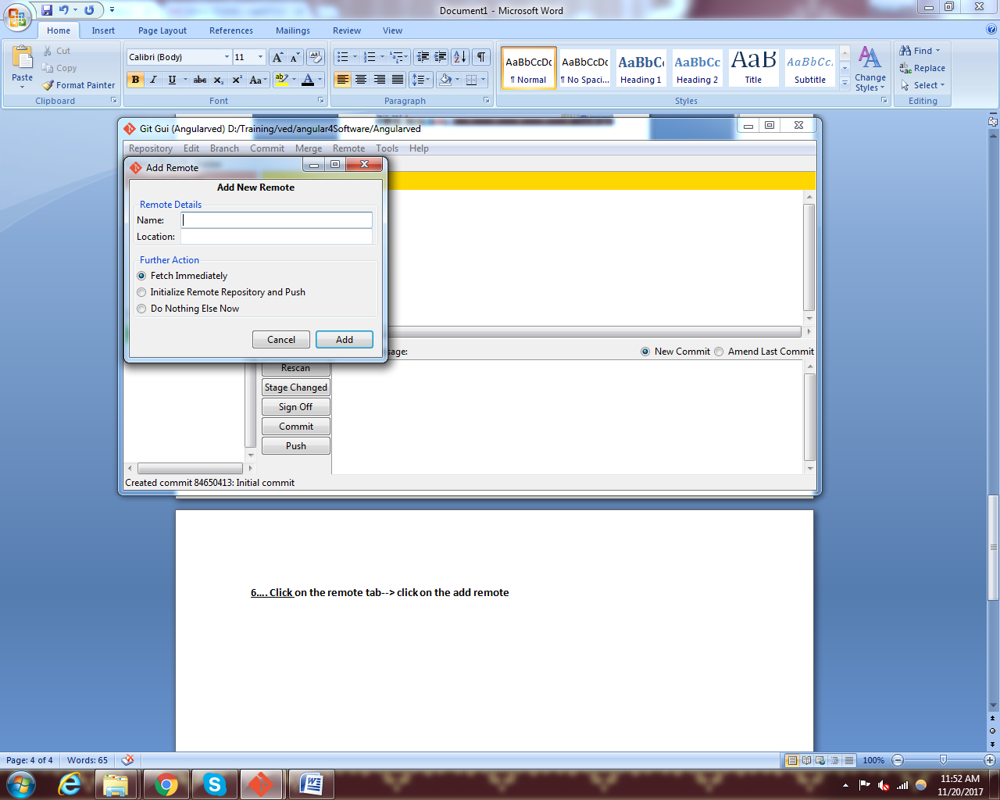 Document1 - Microsoft Word
Home Insert Page Layout References Mailings Review View
Paste
Cut
Copy
Format Painter
Clipboard
Calibri (Body) 11
B I U abc x₂ x² Aa
Font
Paragraph
AaBbCcDc AaBbCcDc AaBbCc AaBbCc AaB AaBbCc
¶ Normal ¶ No Spaci... Heading 1 Heading 2 Title Subtitle
Change Styles
Styles
Find
Replace
Select
Editing
Git Gui (Angularved) D:/Training/ved/angular4Software/Angularved
Repository Edit Branch Commit Merge Remote Tools Help
Add Remote
Add New Remote
Remote Details
Name:
Location:
Further Action
Fetch Immediately
Initialize Remote Repository and Push
Do Nothing Else Now
Cancel Add
sage: New Commit Amend Last Commit
Rescan
Stage Changed
Sign Off
Commit
Push
Created commit 84650413: Initial commit
6.... Click on the remote tab--> click on the add remote
Page: 4 of 4 Words: 65 100%
11:52 AM
11/20/2017